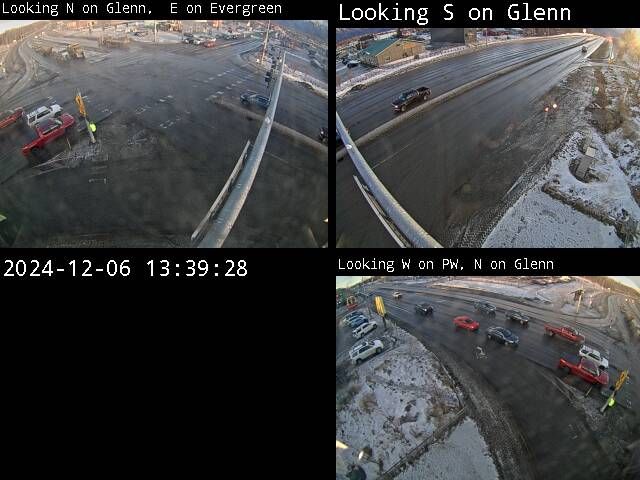 Looking N on Glenn, E on Evergreen
Looking S on Glenn
2024-12-06 13:39:28
Looking W on PW, N on Glenn